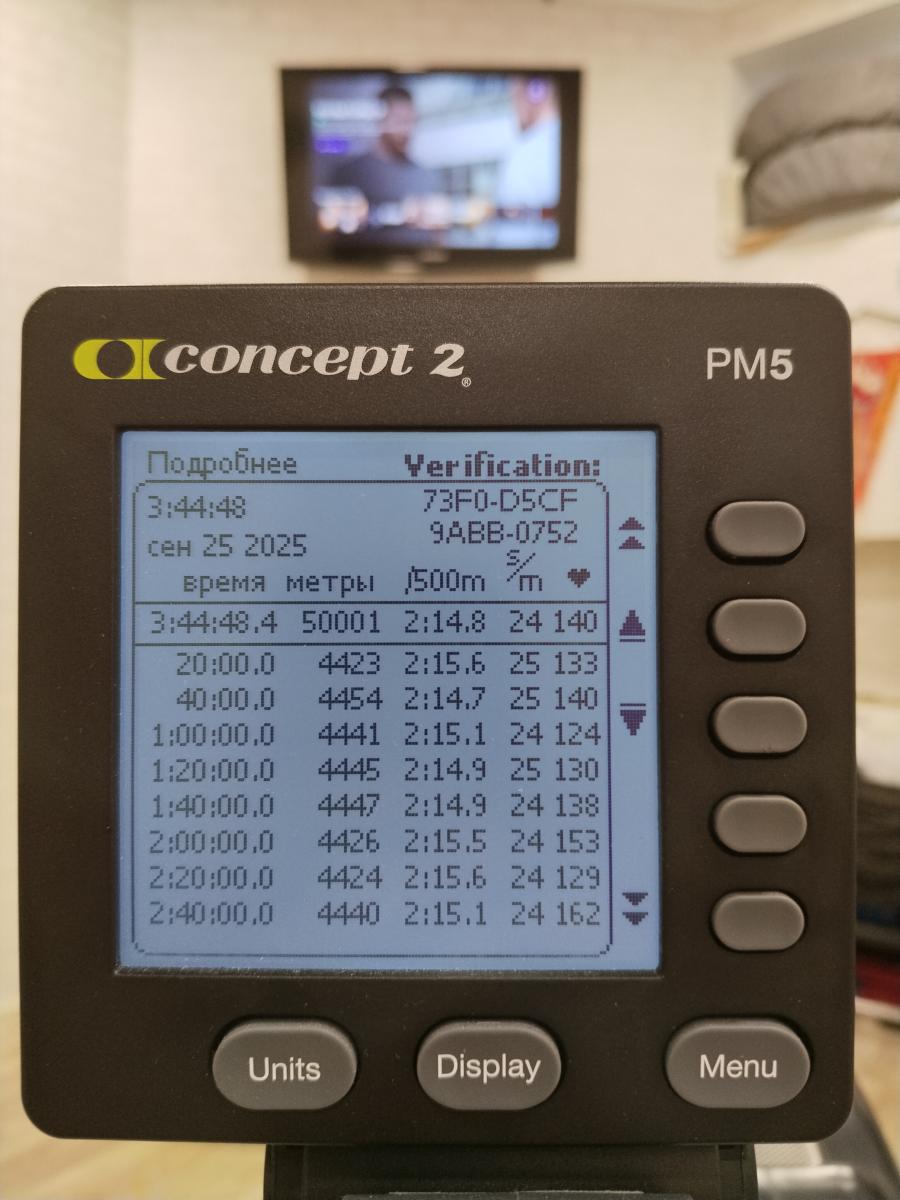 concept 2®
PM5
Подробнее Verification:
3:44:48 73F0-D5CF
9ABB-0752
сен 25 2025
время метры /500m s/m ♥
3:44:48.4 50001 2:14.8 24 140
20:00.0 4423 2:15.6 25 133
40:00.0 4454 2:14.7 25 140
1:00:00.0 4441 2:15.1 24 124
1:20:00.0 4445 2:14.9 25 130
1:40:00.0 4447 2:14.9 24 138
2:00:00.0 4426 2:15.5 24 153
2:20:00.0 4424 2:15.6 24 129
2:40:00.0 4440 2:15.1 24 162
Units Display Menu